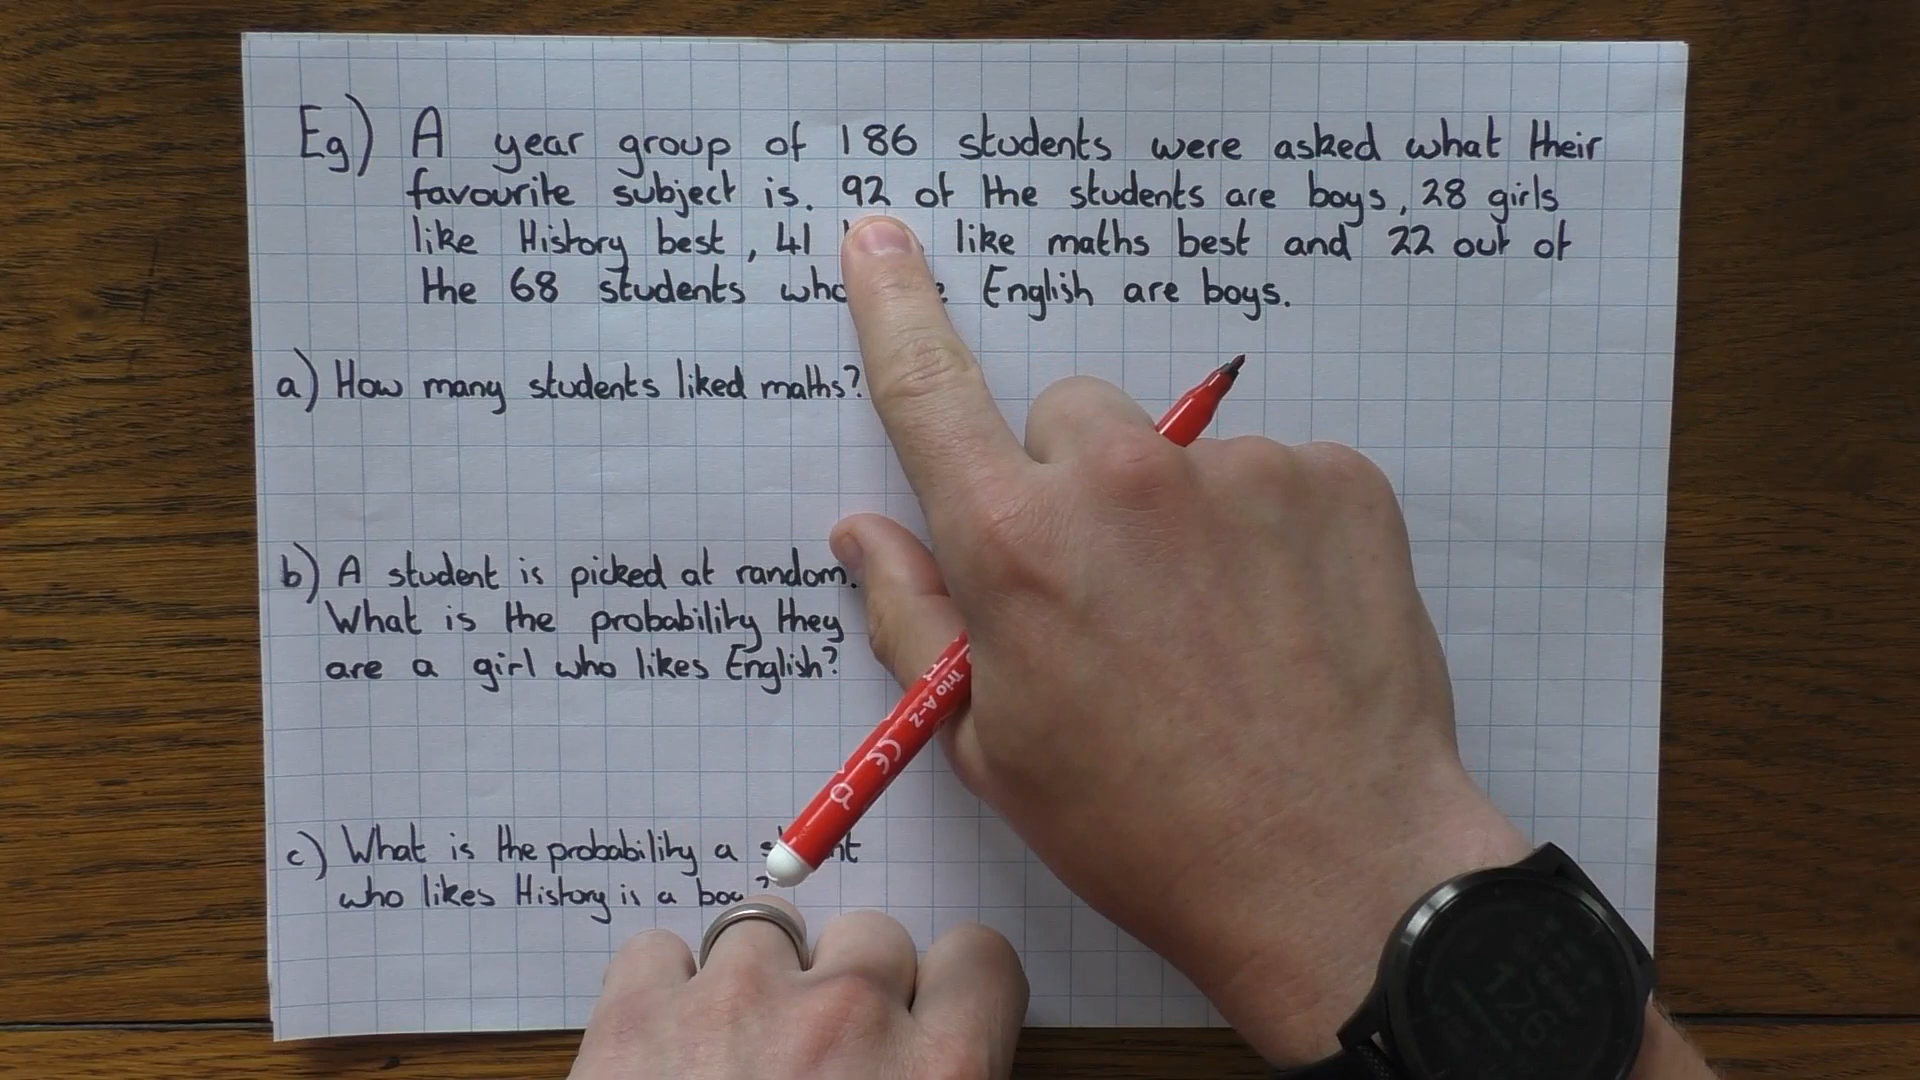 Eg) A year group of 186 students were asked what their
favourite subject is. 92 of the students are boys, 28 girls
like History best, 41 like maths best and 22 out of
the 68 students English are boys.
a) How many students liked maths?
b) A student is picked at random.
What is the probability they
are a girl who likes English?
c) What is the probability a
who likes History is a boy?
Trio A-Z CE
126